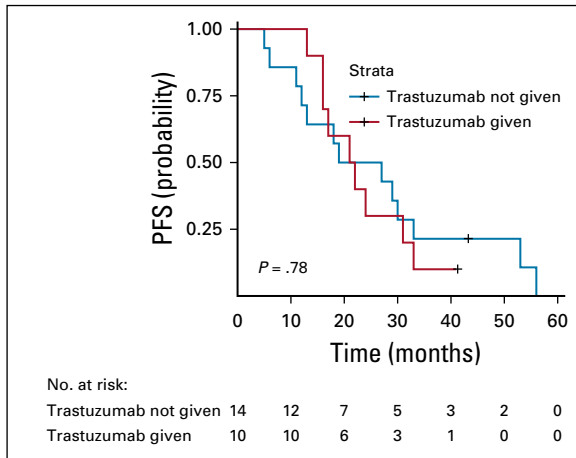 1.00
0.75
0.50
0.25
PFS (probability)
Strata
Trastuzumab not given
Trastuzumab given
P = .78
0 10 20 30 40 50 60
Time (months)
No. at risk:
Trastuzumab not given 14 12 7 5 3 2 0
Trastuzumab given 10 10 6 3 1 0 0